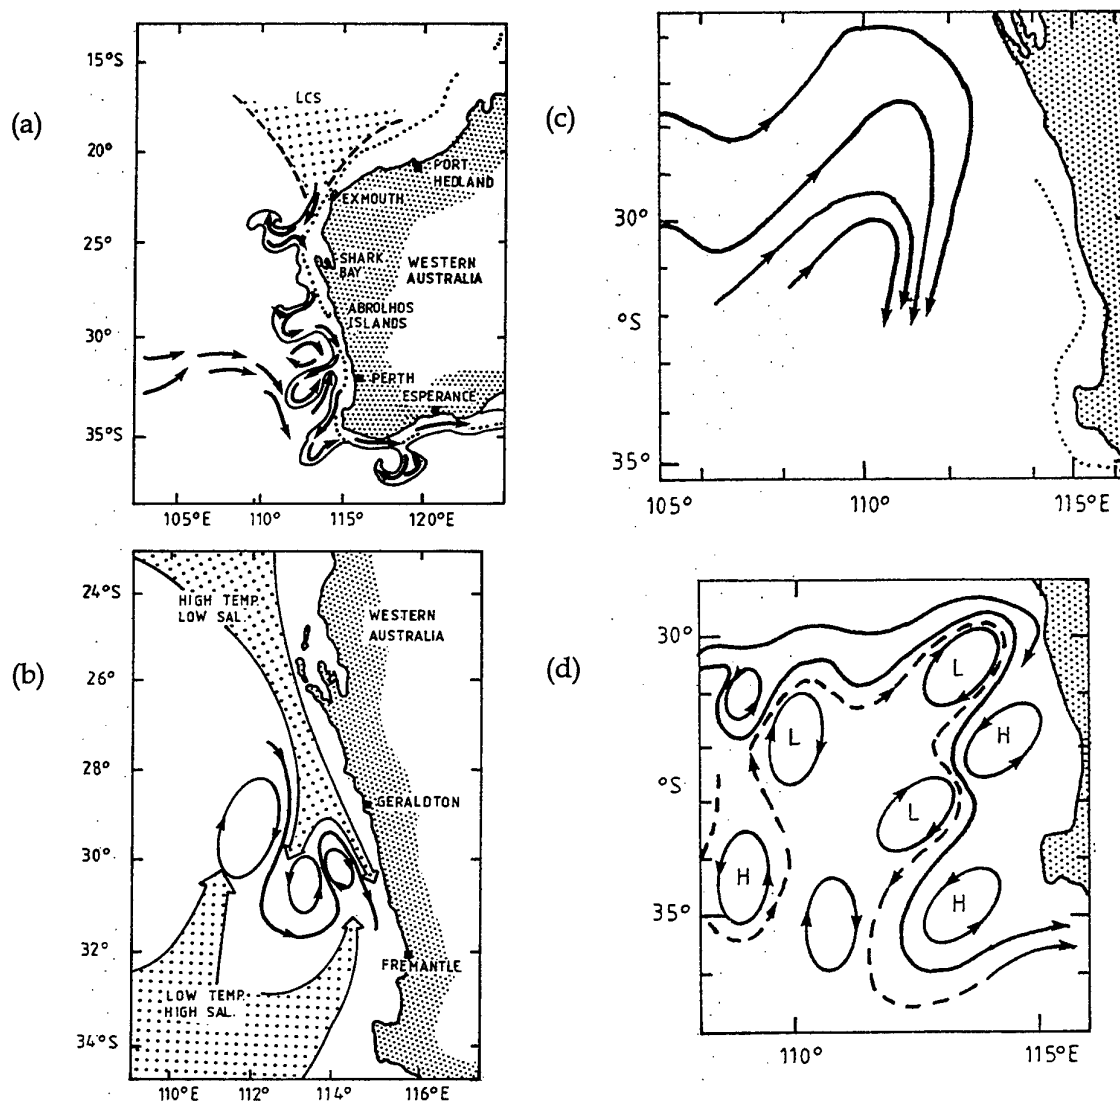 (a)
15°S
20°
25°
30°
35°S
105°E
110°
115°
120°E
LCS
PORT
HEDLAND
EXMOUTH
SHARK
BAY
WESTERN
AUSTRALIA
ABROLHOS
ISLANDS
PERTH
ESPERANCE
(b)
24°S
26°
28°
30°
32°
34°S
110°E
112°
114°
116°E
HIGH TEMP.
LOW SAL.
WESTERN
AUSTRALIA
GERALDTON
FREMANTLE
LOW TEMP.
HIGH SAL.
(c)
30°
°S
35°
105°E
110°
115°E
(d)
30°
°S
35°
110°
115°E
L
L
H
L
H
H